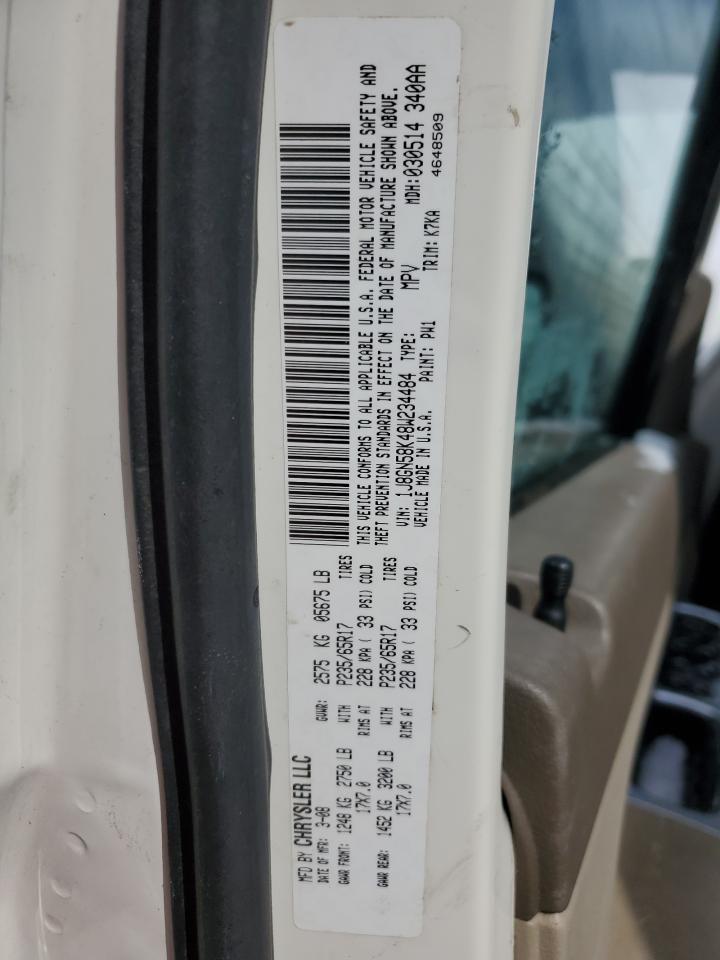 MFD BY CHRYSLER LLC
DATE OF MFR: 3-08 GVWR: 2575 KG 05675 LB
GAWR FRONT: 1248 KG 2750 LB WITH P235/65R17 TIRES
17X7.0 RIMS AT 228 KPA ( 33 PSI) COLD
GAWR REAR: 1452 KG 3200 LB WITH P235/65R17 TIRES
17X7.0 RIMS AT 228 KPA ( 33 PSI) COLD
THIS VEHICLE CONFORMS TO ALL APPLICABLE U.S.A. FEDERAL MOTOR VEHICLE SAFETY AND
THEFT PREVENTION STANDARDS IN EFFECT ON THE DATE OF MANUFACTURE SHOWN ABOVE.
VIN: 1J8GN58K48W234484 TYPE: MPV MDH:030514 340AA
VEHICLE MADE IN U.S.A. PAINT: PW1 TRIM: K7KA 4648509